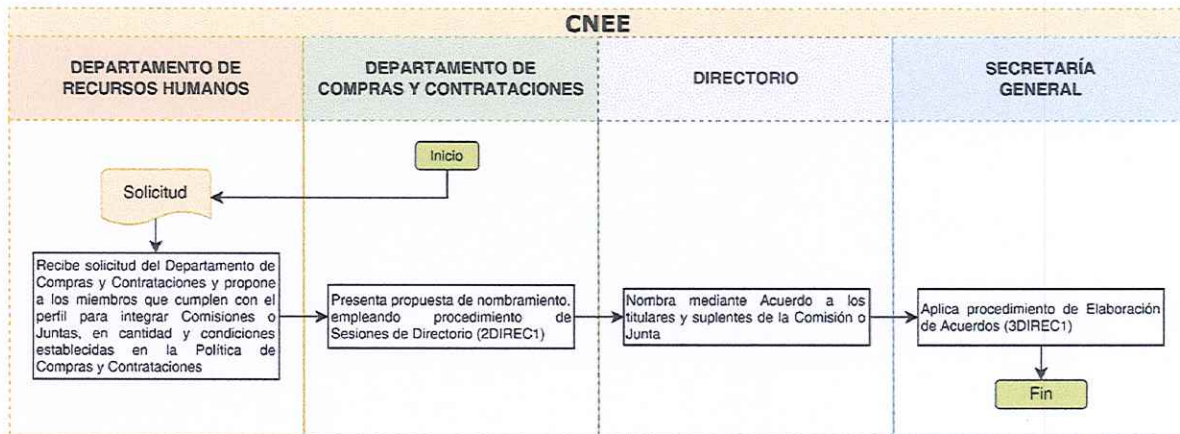 CNEE
DEPARTAMENTO DE
RECURSOS HUMANOS
DEPARTAMENTO DE
COMPRAS Y CONTRATACIONES
DIRECTORIO
SECRETARÍA
GENERAL
Inicio
Solicitud
Recibe solicitud del Departamento de
Compras y Contrataciones y propone
a los miembros que cumplen con el
perfil para integrar Comisiones o
Juntas, en cantidad y condiciones
establecidas en la Política de
Compras y Contrataciones
Presenta propuesta de nombramiento.
empleando procedimiento de
Sesiones de Directorio (2DIREC1)
Nombra mediante Acuerdo a los
titulares y suplentes de la Comisión o
Junta
Aplica procedimiento de Elaboración
de Acuerdos (3DIREC1)
Fin